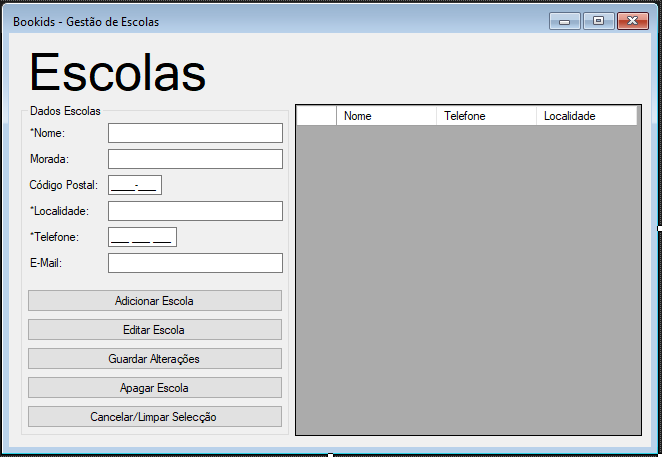 Bookids - Gestão de Escolas
Escolas
Dados Escolas
*Nome:
Morada:
Código Postal: ____-___
*Localidade:
*Telefone: ___ ___ ___
E-Mail:
Adicionar Escola
Editar Escola
Guardar Alterações
Apagar Escola
Cancelar/Limpar Selecção
Nome Telefone Localidade